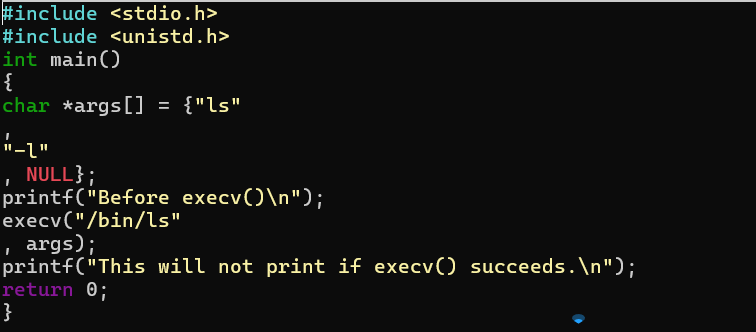 #include <stdio.h>
#include <unistd.h>
int main()
{
char *args[] = {"ls"
,
"-l"
, NULL};
printf("Before execv()\n");
execv("/bin/ls"
, args);
printf("This will not print if execv() succeeds.\n");
return 0;
}